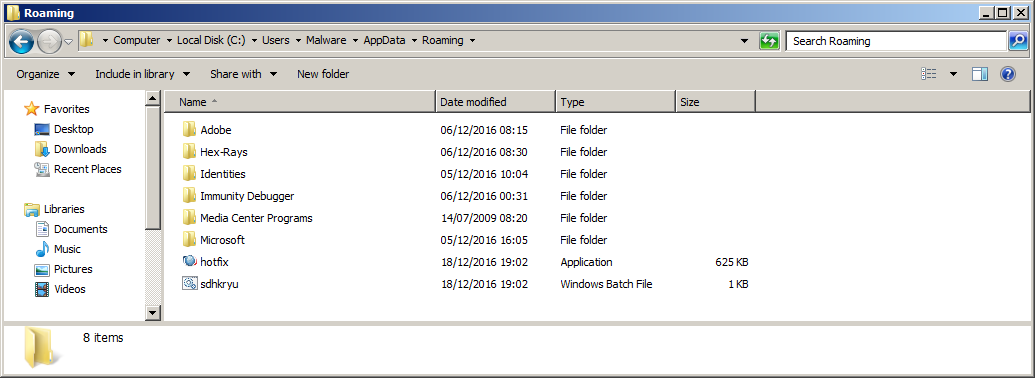 Roaming
Computer Local Disk (C:) Users Malware AppData Roaming Search Roaming
Organize Include in library Share with New folder
Favorites
Desktop
Downloads
Recent Places
Libraries
Documents
Music
Pictures
Videos
Name Date modified Type Size
Adobe 06/12/2016 08:15 File folder
Hex-Rays 06/12/2016 08:30 File folder
Identities 05/12/2016 10:04 File folder
Immunity Debugger 06/12/2016 00:31 File folder
Media Center Programs 14/07/2009 08:20 File folder
Microsoft 05/12/2016 16:05 File folder
hotfix 18/12/2016 19:02 Application 625 KB
sdhkryu 18/12/2016 19:02 Windows Batch File 1 KB
8 items